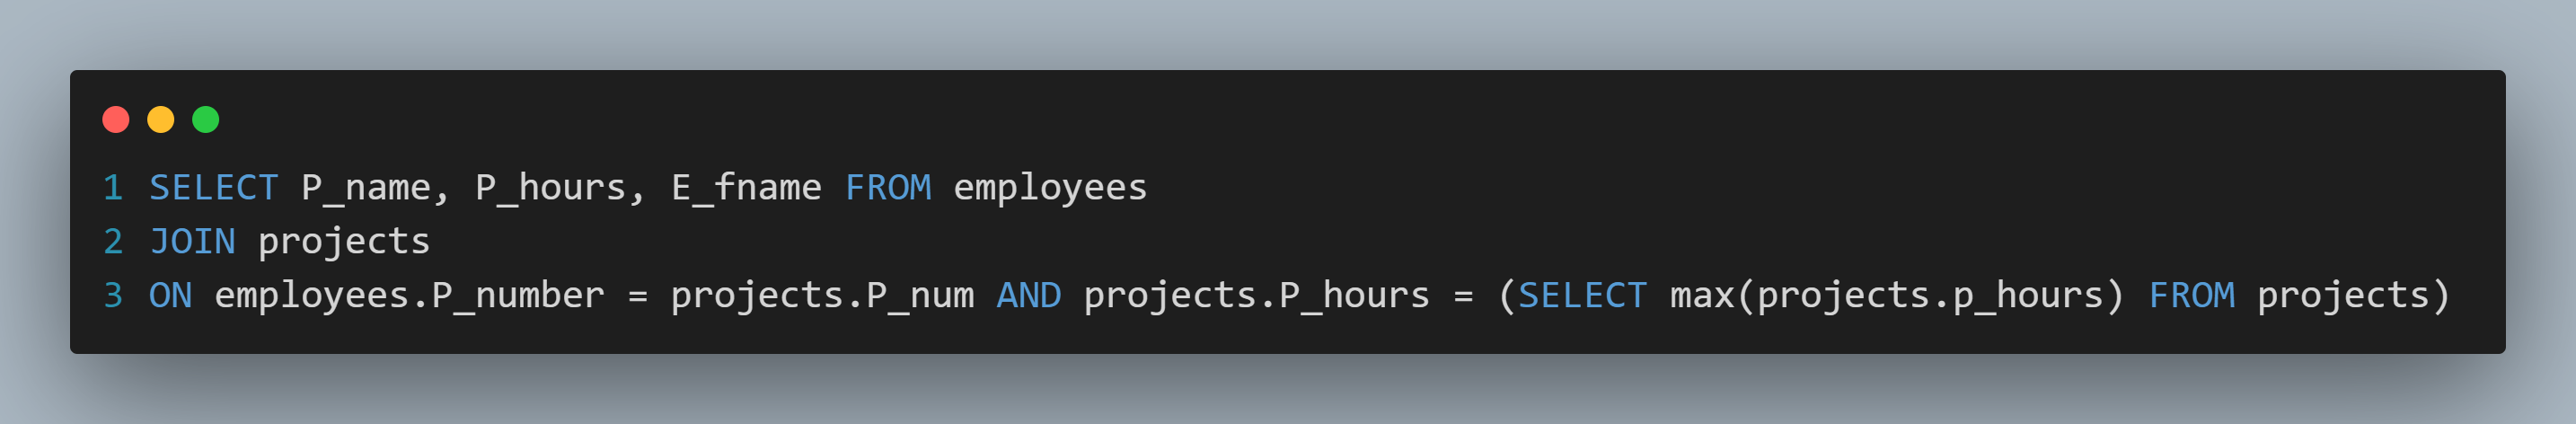 1 SELECT P_name, P_hours, E_fname FROM employees
2 JOIN projects
3 ON employees.P_number = projects.P_num AND projects.P_hours = (SELECT max(projects.p_hours) FROM projects)